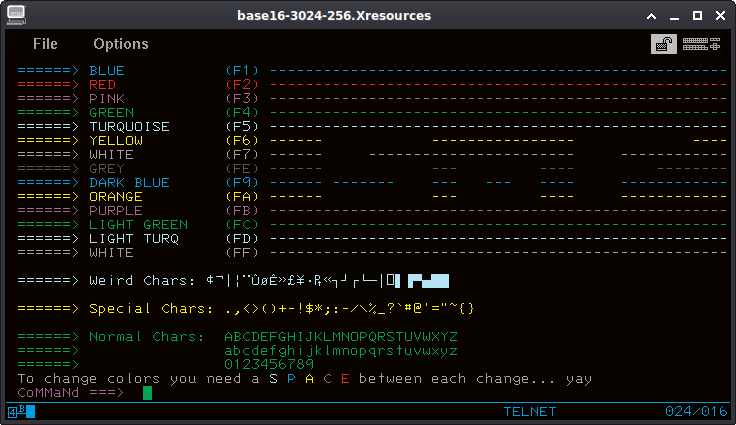 base16-3024-256.Xresources
File Options
======> BLUE (F1) ---------------------------------------------------
======> RED (F2) ---------------------------------------------------
======> PINK (F3) ---------------------------------------------------
======> GREEN (F4) ---------------------------------------------------
======> TURQUOISE (F5) ---------------------------------------------------
======> YELLOW (F6) ------ ---------------- ----
======> WHITE (F7) ------ ------- ------------
======> GREY (FE) --- ---
======> DARK BLUE (F9) ------- ---- --- --- --- ------------
======> ORANGE (FA) ------ ------- --- ---- ------------
======> PURPLE (FB) ---------------------------------------------------
======> LIGHT GREEN (FC) ---------------------------------------------------
======> LIGHT TURQ (FD) ---------------------------------------------------
======> WHITE (FF) ---------------------------------------------------
======> Weird Chars: ¢¬|¦¨ÛøÊ»£¥·₧«┐┘┌└─│
======> Special Chars: .,<>()+-!$*;:-/\%_?`#@'="~{}
======> Normal Chars: ABCDEFGHIJKLMNOPQRSTUVWXYZ
======> abcdefghijklmnopqrstuvwxyz
======> 0123456789
To change colors you need a S P A C E between each change... yay
CoMMaNd ===>
4 B TELNET 024/016